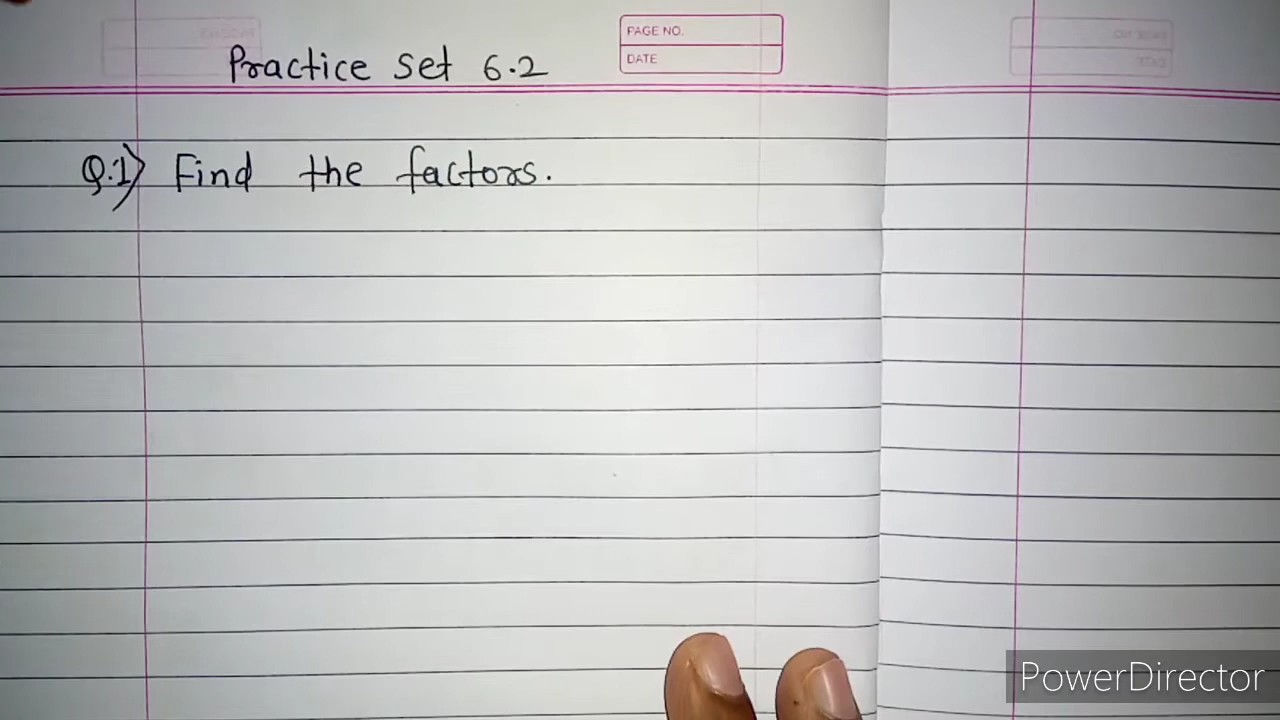 PAGE NO.
Practice set 6.2
DATE
Q.1) Find the factors.
PowerDirector